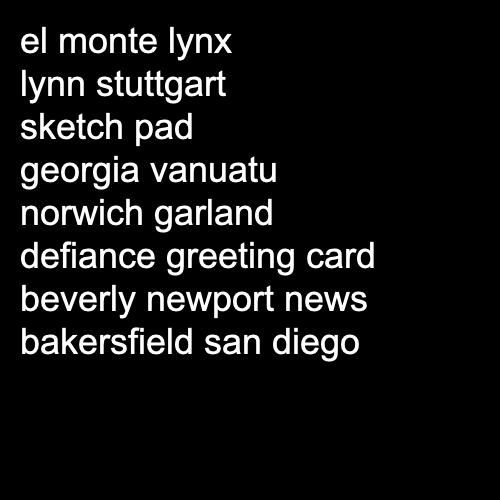 el monte lynx
lynn stuttgart
sketch pad
georgia vanuatu
norwich garland
defiance greeting card
beverly newport news
bakersfield san diego